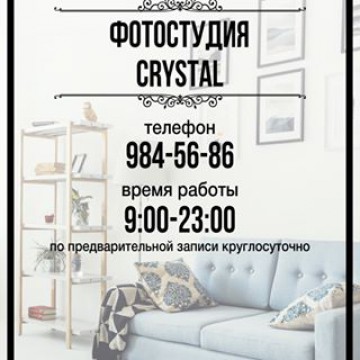 ФОТОСТУДИЯ
CRYSTAL
телефон
984-56-86
время работы
9:00-23:00
по предварительной записи круглосуточно